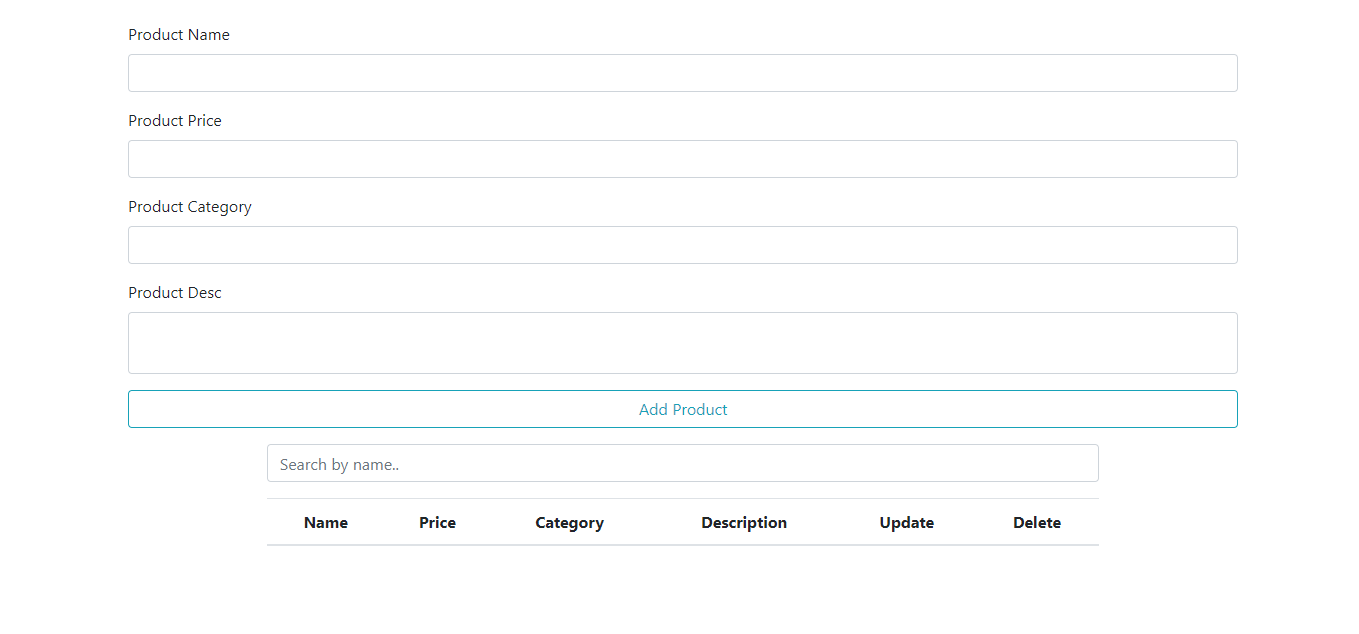 Product Name
Product Price
Product Category
Product Desc
Add Product
Search by name..
Name Price Category Description Update Delete